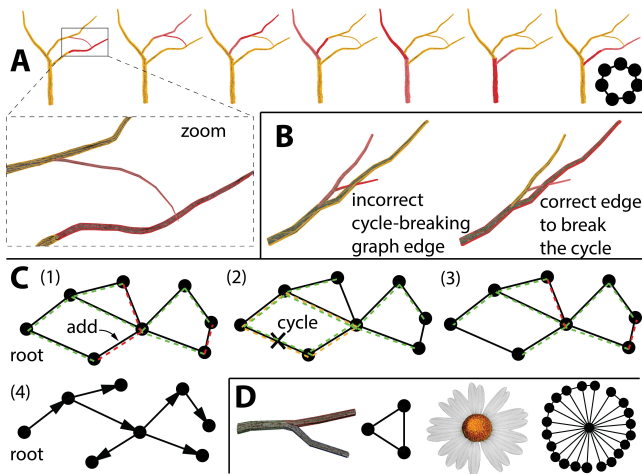 A
zoom
B
incorrect
cycle-breaking
graph edge
correct edge
to break
the cycle
C
(1)
add
root
(2)
cycle
(3)
(4)
root
D